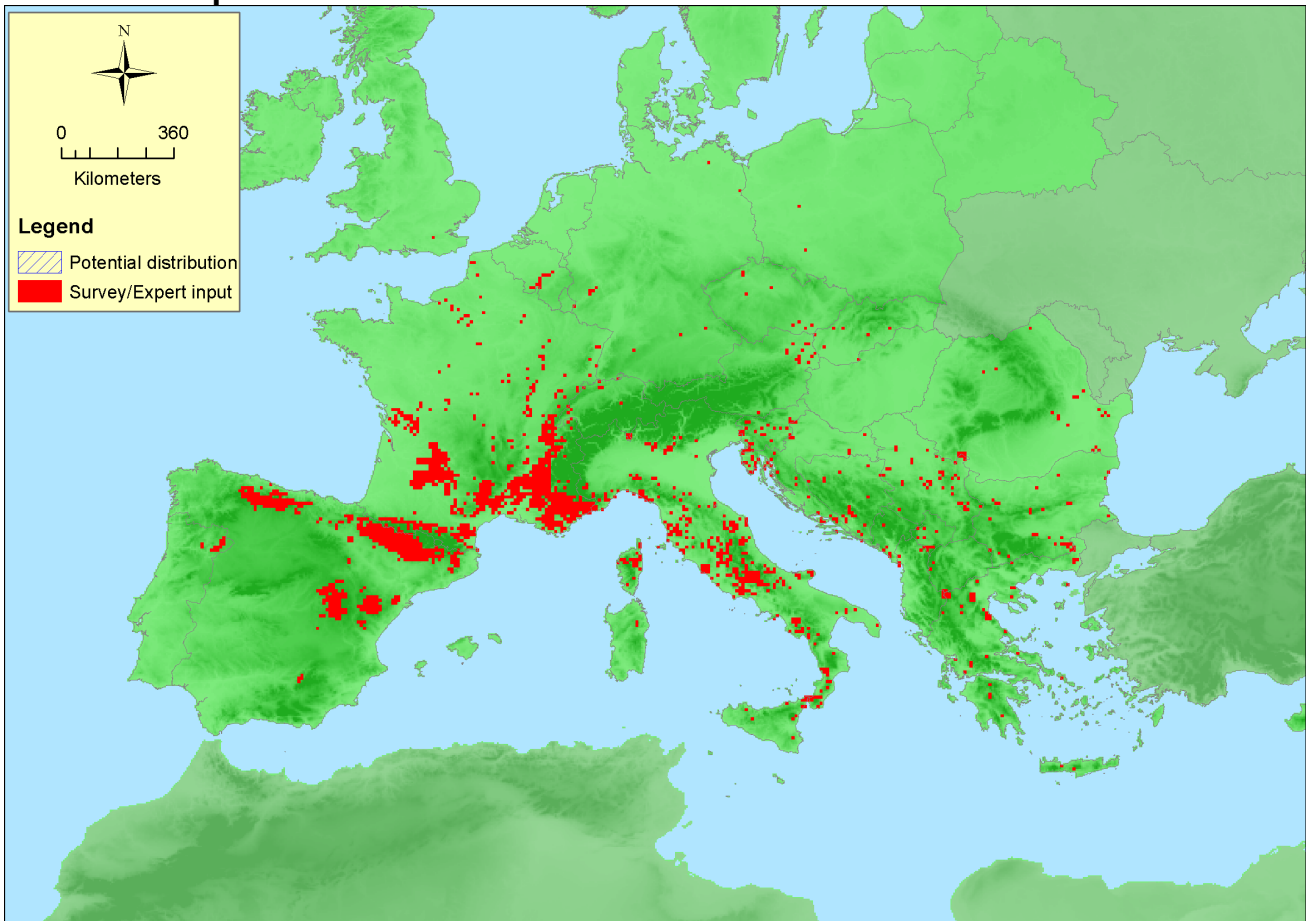 N
0 360
Kilometers
Legend
Potential distribution
Survey/Expert input